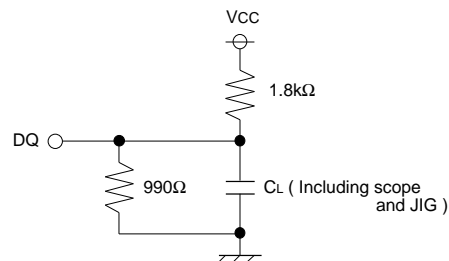 VCC
1.8kΩ
DQ
990Ω
CL ( Including scope
and JIG )